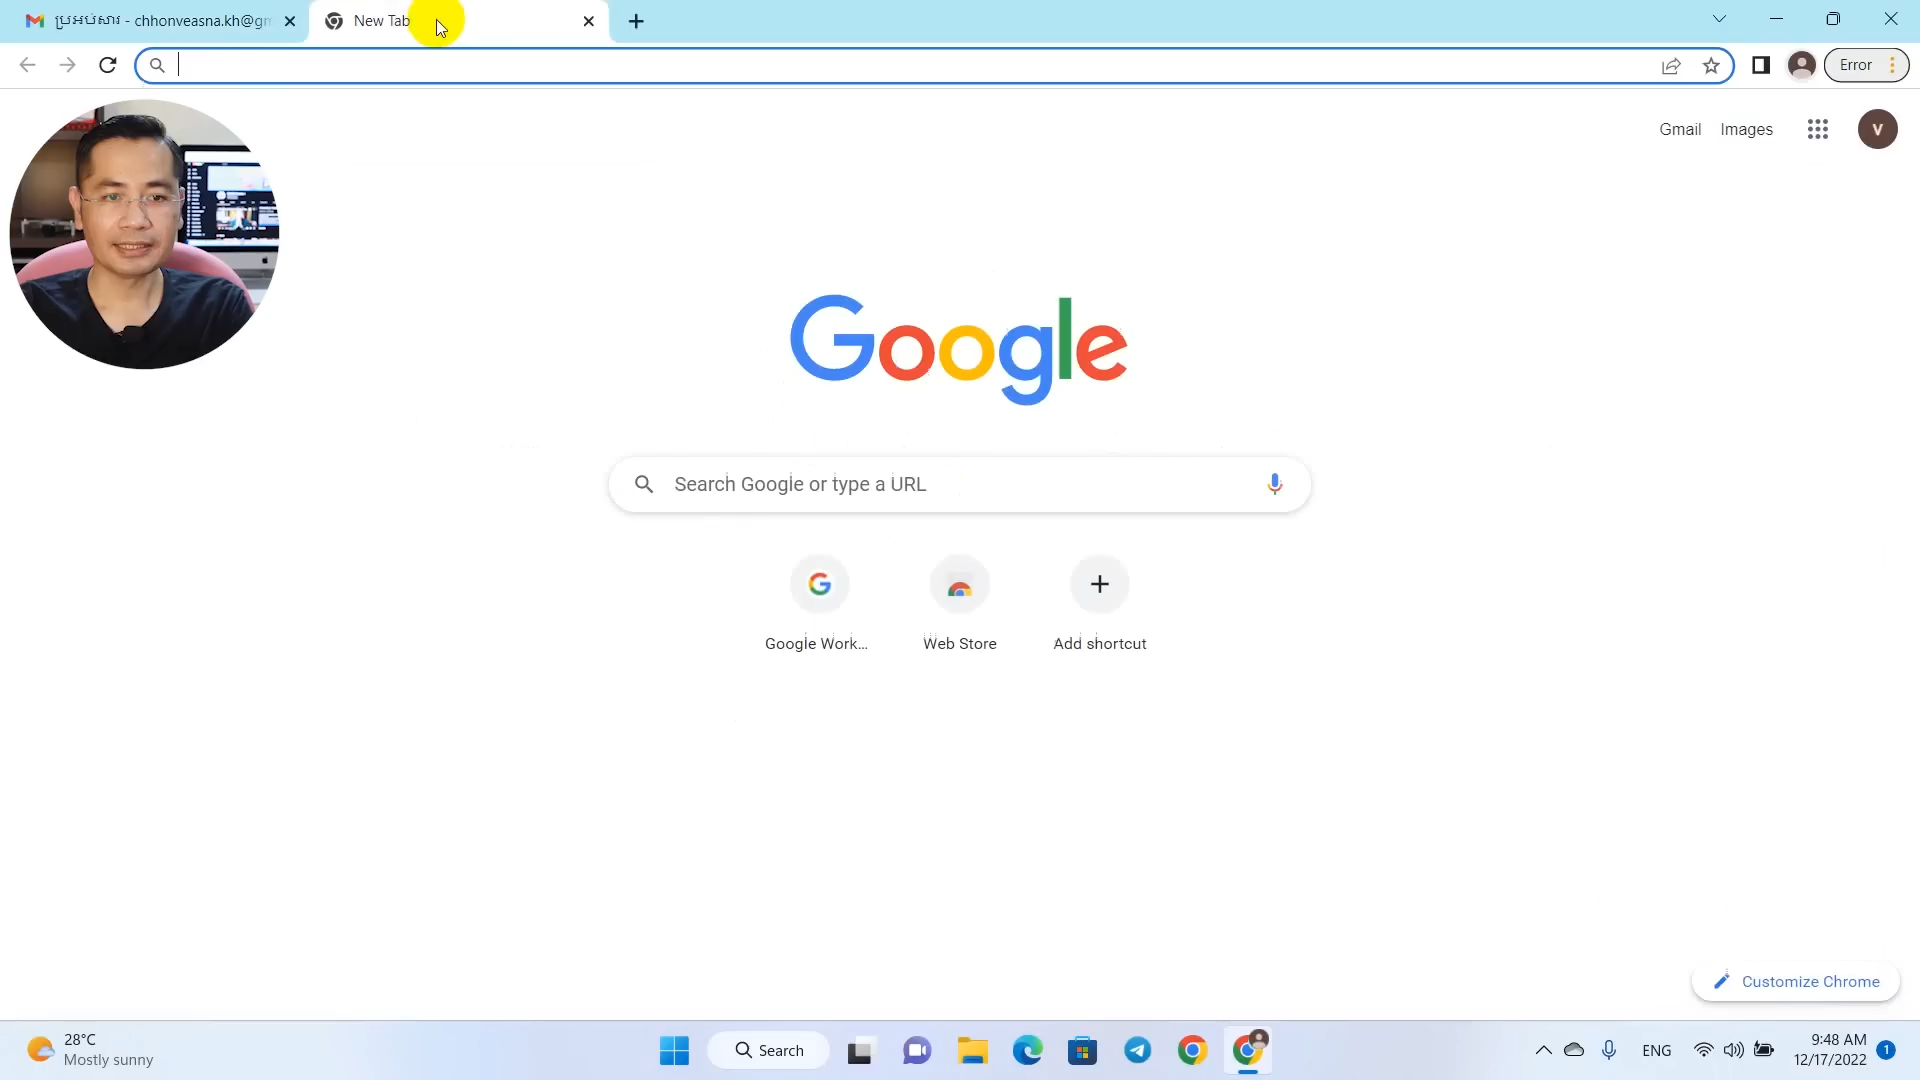 ប្រអប់សារ - chhonveasna.kh@gm
New Tab
Error
Gmail
Images
V
Google
Search Google or type a URL
Google Work...
Web Store
Add shortcut
Customize Chrome
28°C
Mostly sunny
Search
ENG
9:48 AM
12/17/2022
1